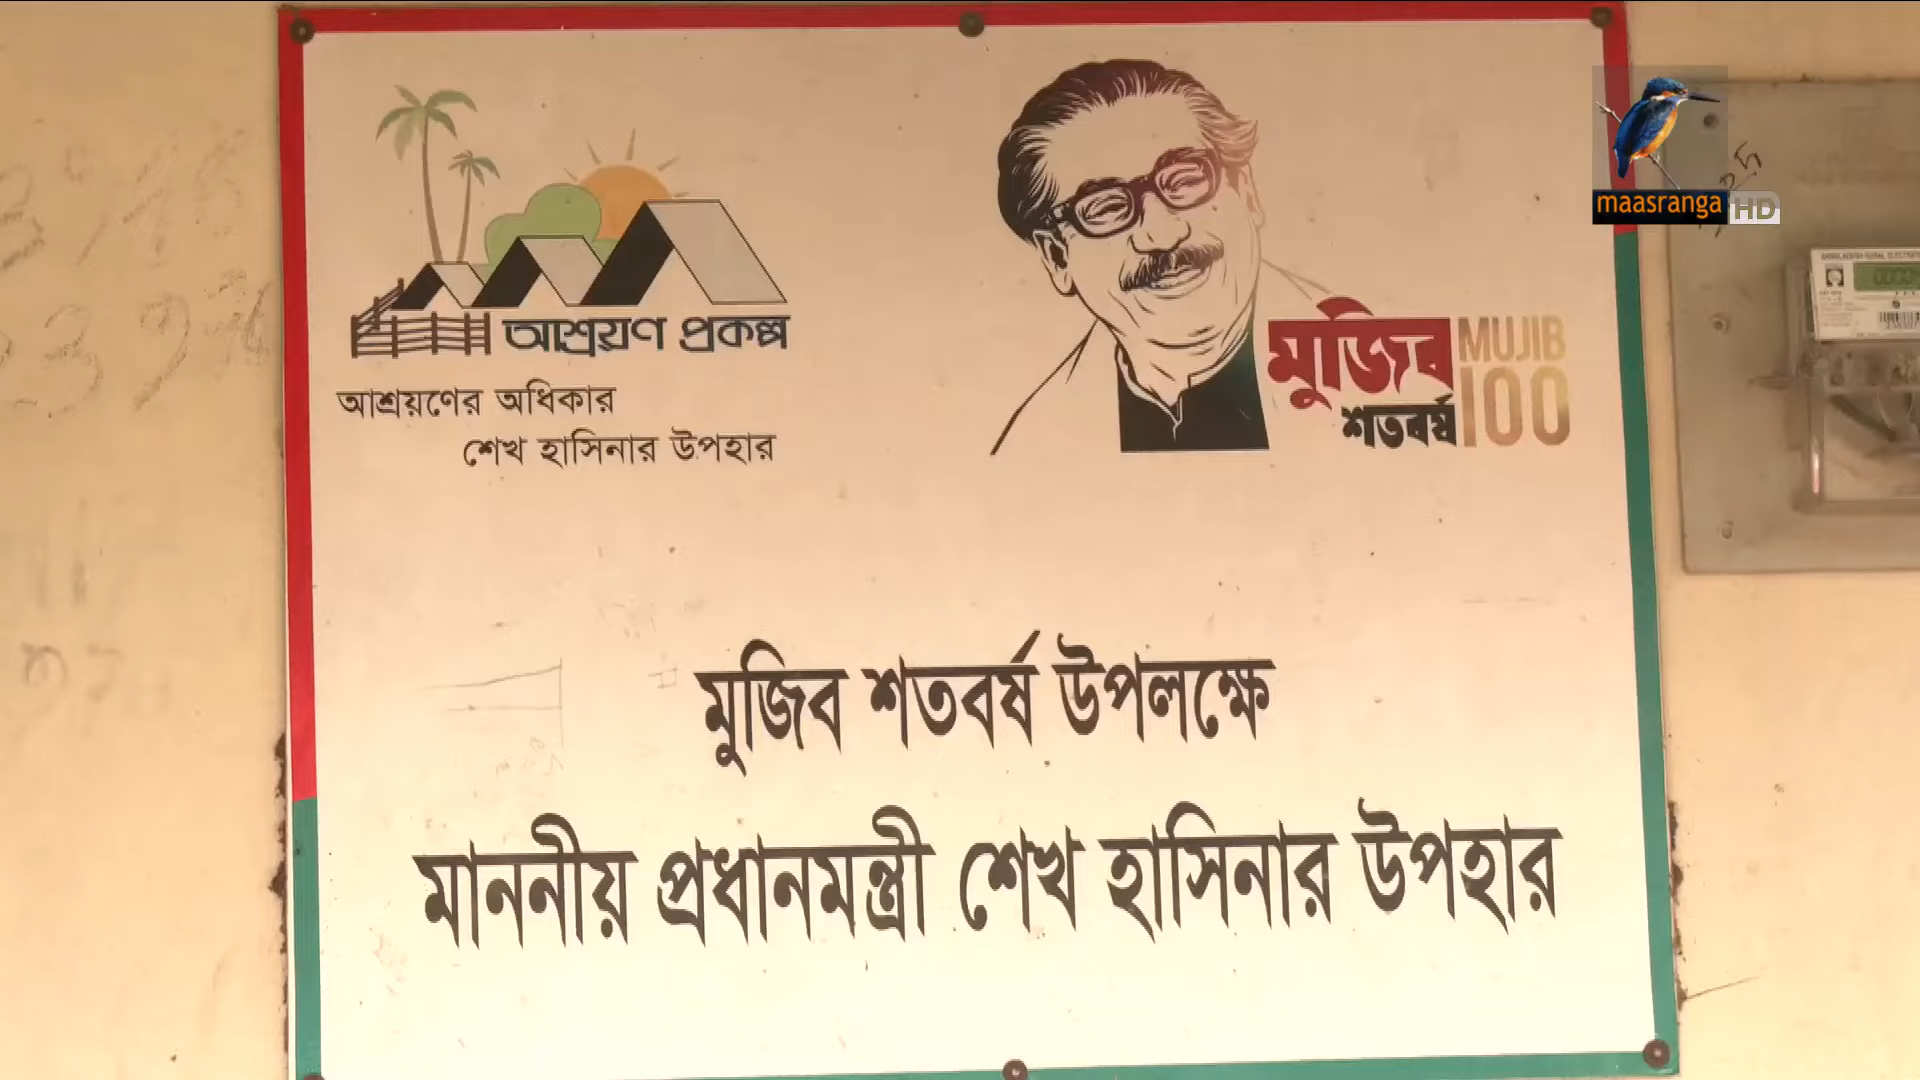 আশ্রয়ণ প্রকল্প
আশ্রয়ণের অধিকার
শেখ হাসিনার উপহার
মুজিব
শতবর্ষ
MUJIB
100
maasranga
HD
মুজিব শতবর্ষ উপলক্ষে
মাননীয় প্রধানমন্ত্রী শেখ হাসিনার উপহার